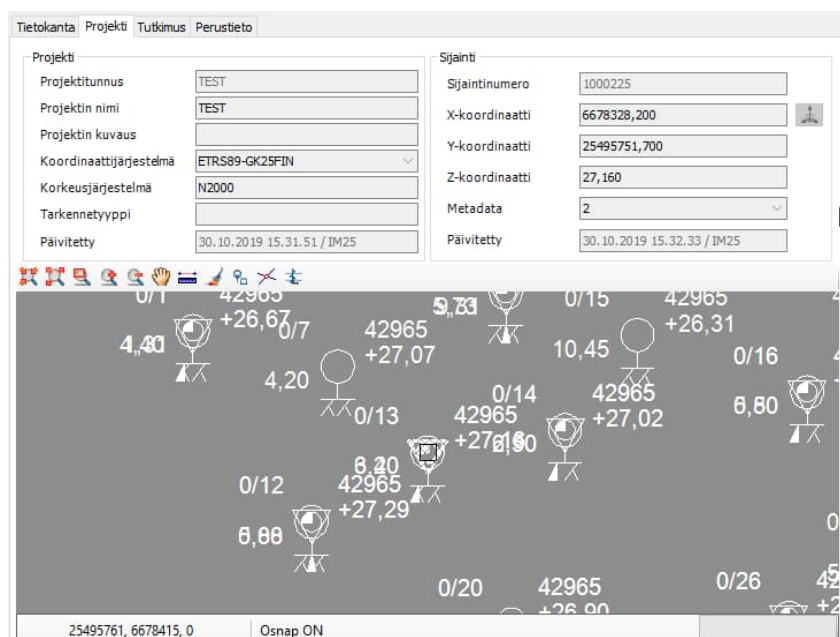 Tietokanta Projekti Tutkimus Perustieto
Projekti
Projektitunnus TEST
Projektin nimi TEST
Projektin kuvaus
Koordinaattijärjestelmä ETRS89-GK25FIN
Korkeusjärjestelmä N2000
Tarkennetyyppi
Päivitetty 30.10.2019 15.31.51 / IM25
Sijainti
Sijaintinumero 1000225
X-koordinaatti 6678328,200
Y-koordinaatti 25495751,700
Z-koordinaatti 27,160
Metadata 2
Päivitetty 30.10.2019 15.32.33 / IM25
0/1 42965
+26,67
0/7 42965
+27,07
4,20
0/15 42965
+26,31
10,45
0/16
0/14 42965
+27,02
0/13 42965
0/12 42965
+27,29
0/20 42965
+26,90
0/26
25495761, 6678415, 0 Osnap ON